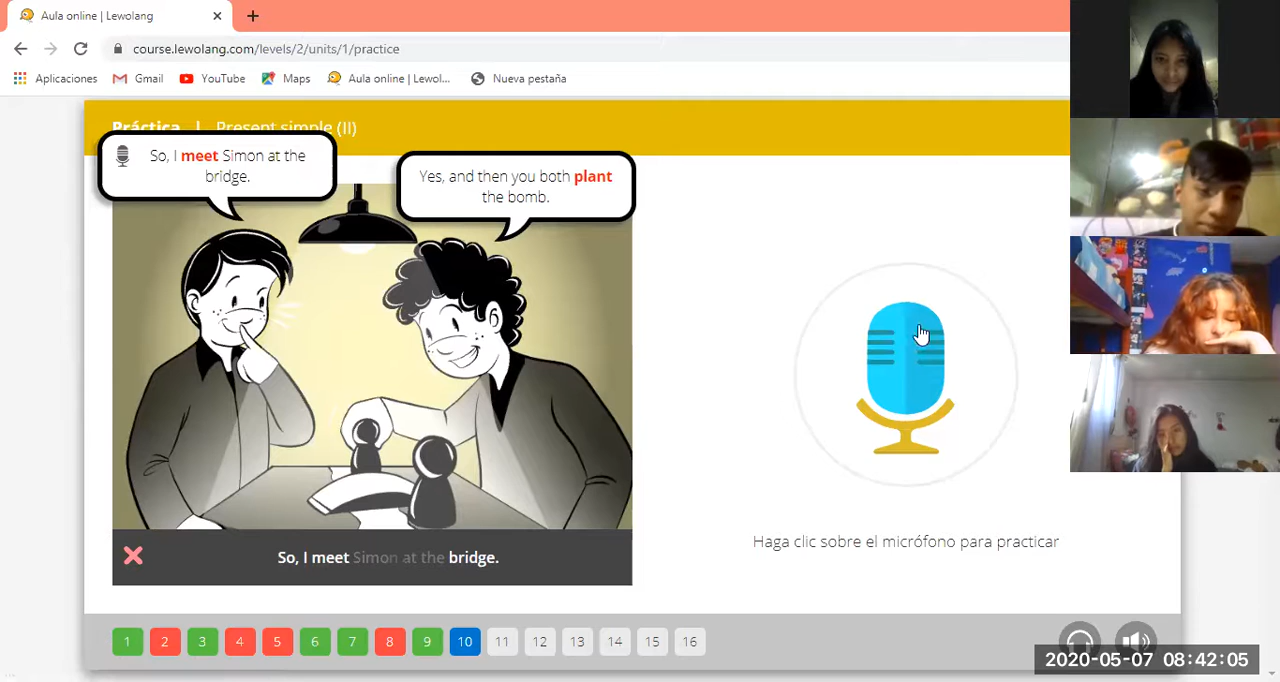 Aula online | Lewolang
course.lewolang.com/levels/2/units/1/practice
Aplicaciones
Gmail
YouTube
Maps
Aula online | Lewol...
Nueva pestaña
Práctica | Present simple (II)
So, I meet Simon at the
bridge.
Yes, and then you both plant
the bomb.
So, I meet Simon at the bridge.
Haga clic sobre el micrófono para practicar
1 2 3 4 5 6 7 8 9 10 11 12 13 14 15 16
2020-05-07 08:42:05